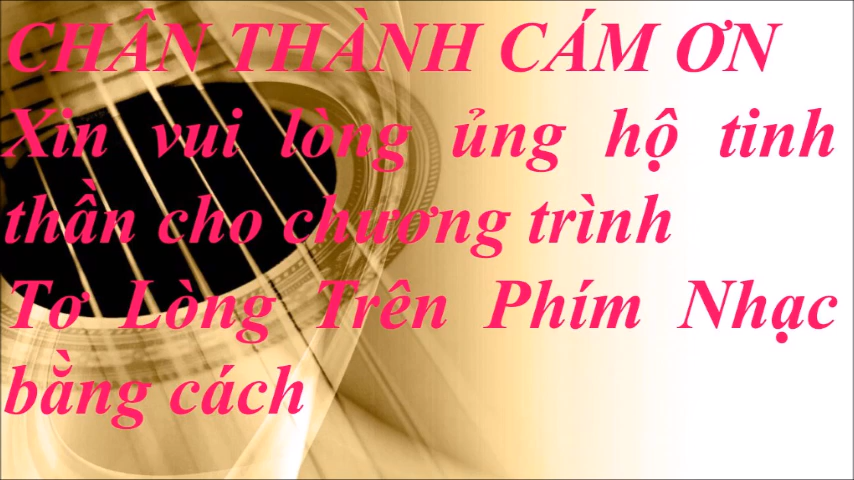 CHÂN THÀNH CÁM ƠN
Xin vui lòng ủng hộ tinh
thần cho chương trình
Tơ Lòng Trên Phím Nhạc
bằng cách